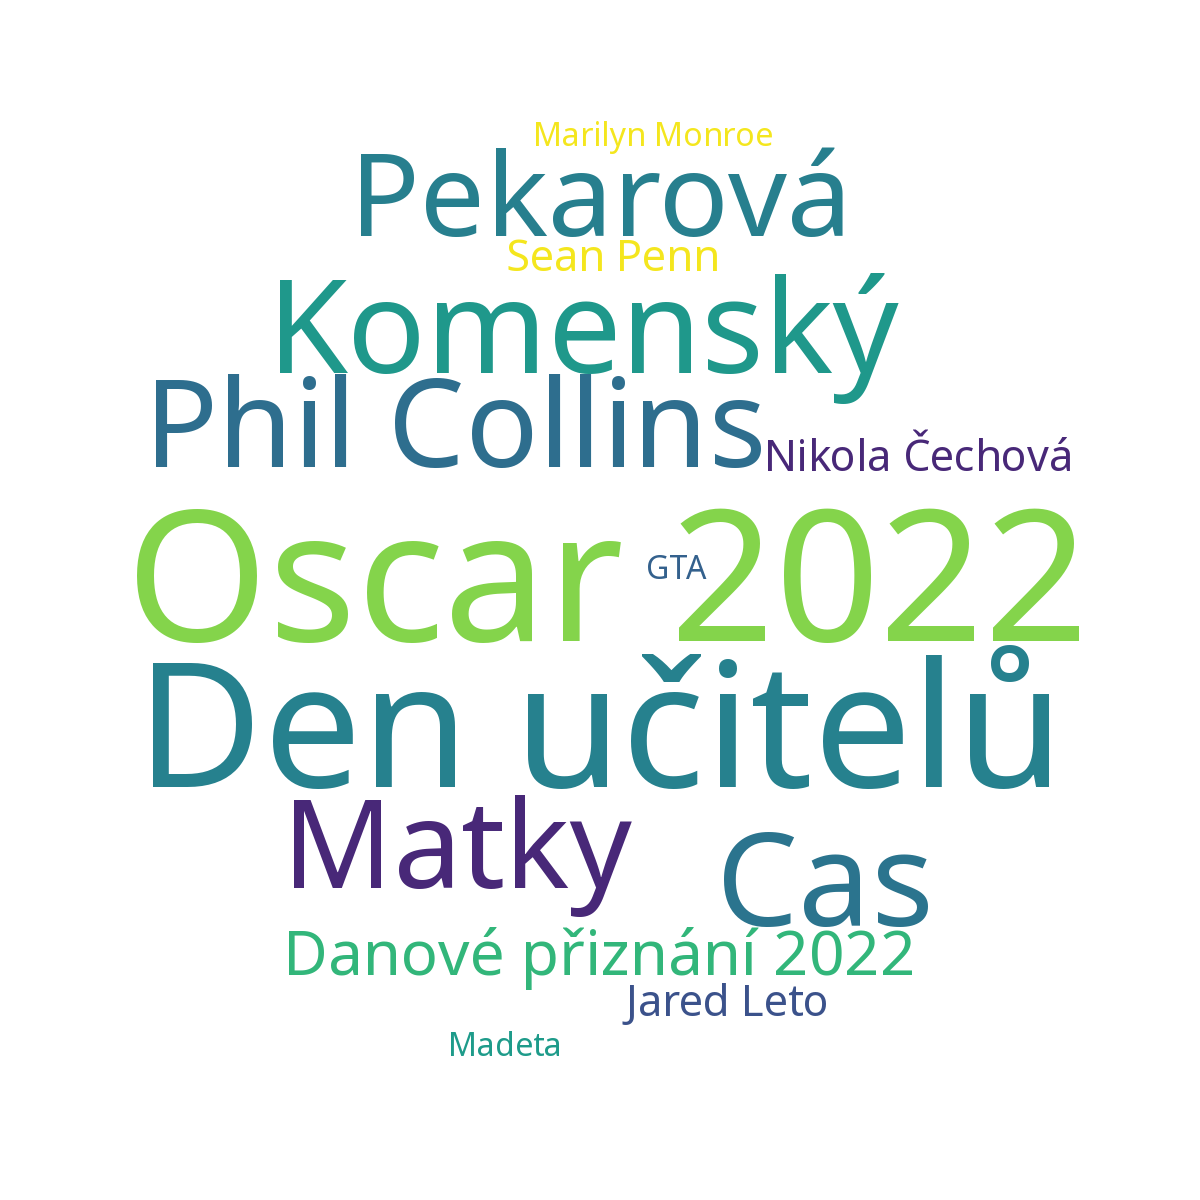 Marilyn Monroe
Pekarová
Sean Penn
Komenský
Phil Collins
Nikola Čechová
Oscar 2022
GTA
Den učitelů
Matky
Cas
Danové přiznání 2022
Jared Leto
Madeta